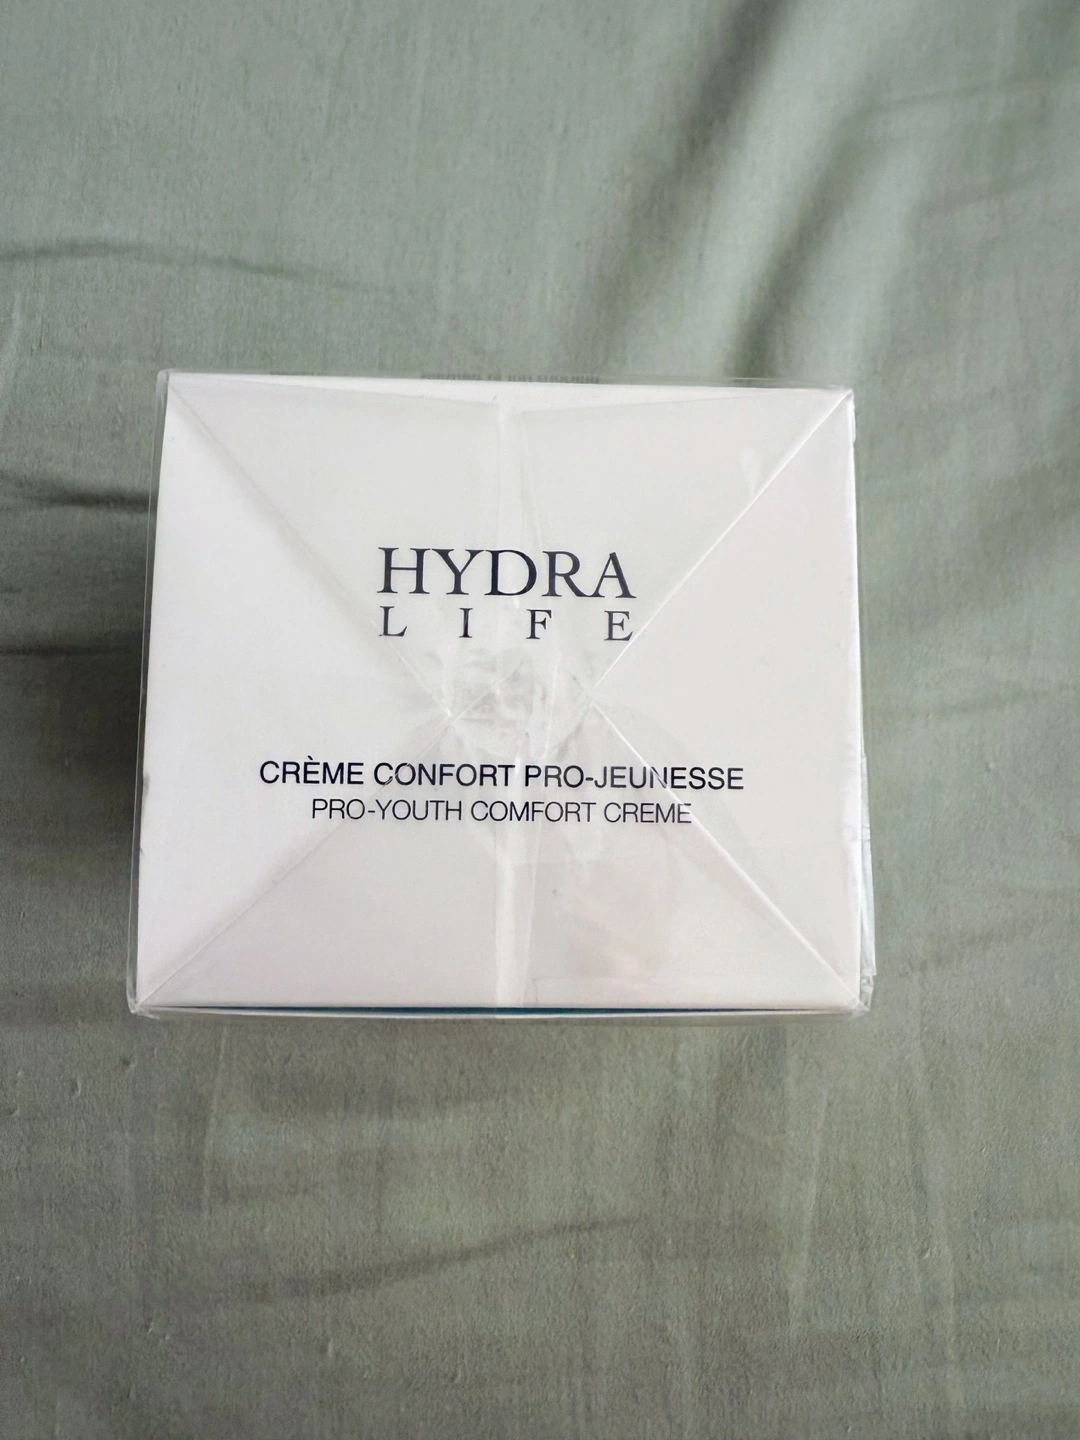 HYDRA
LIFE
CRÈME CONFORT PRO-JEUNESSE
PRO-YOUTH COMFORT CREME